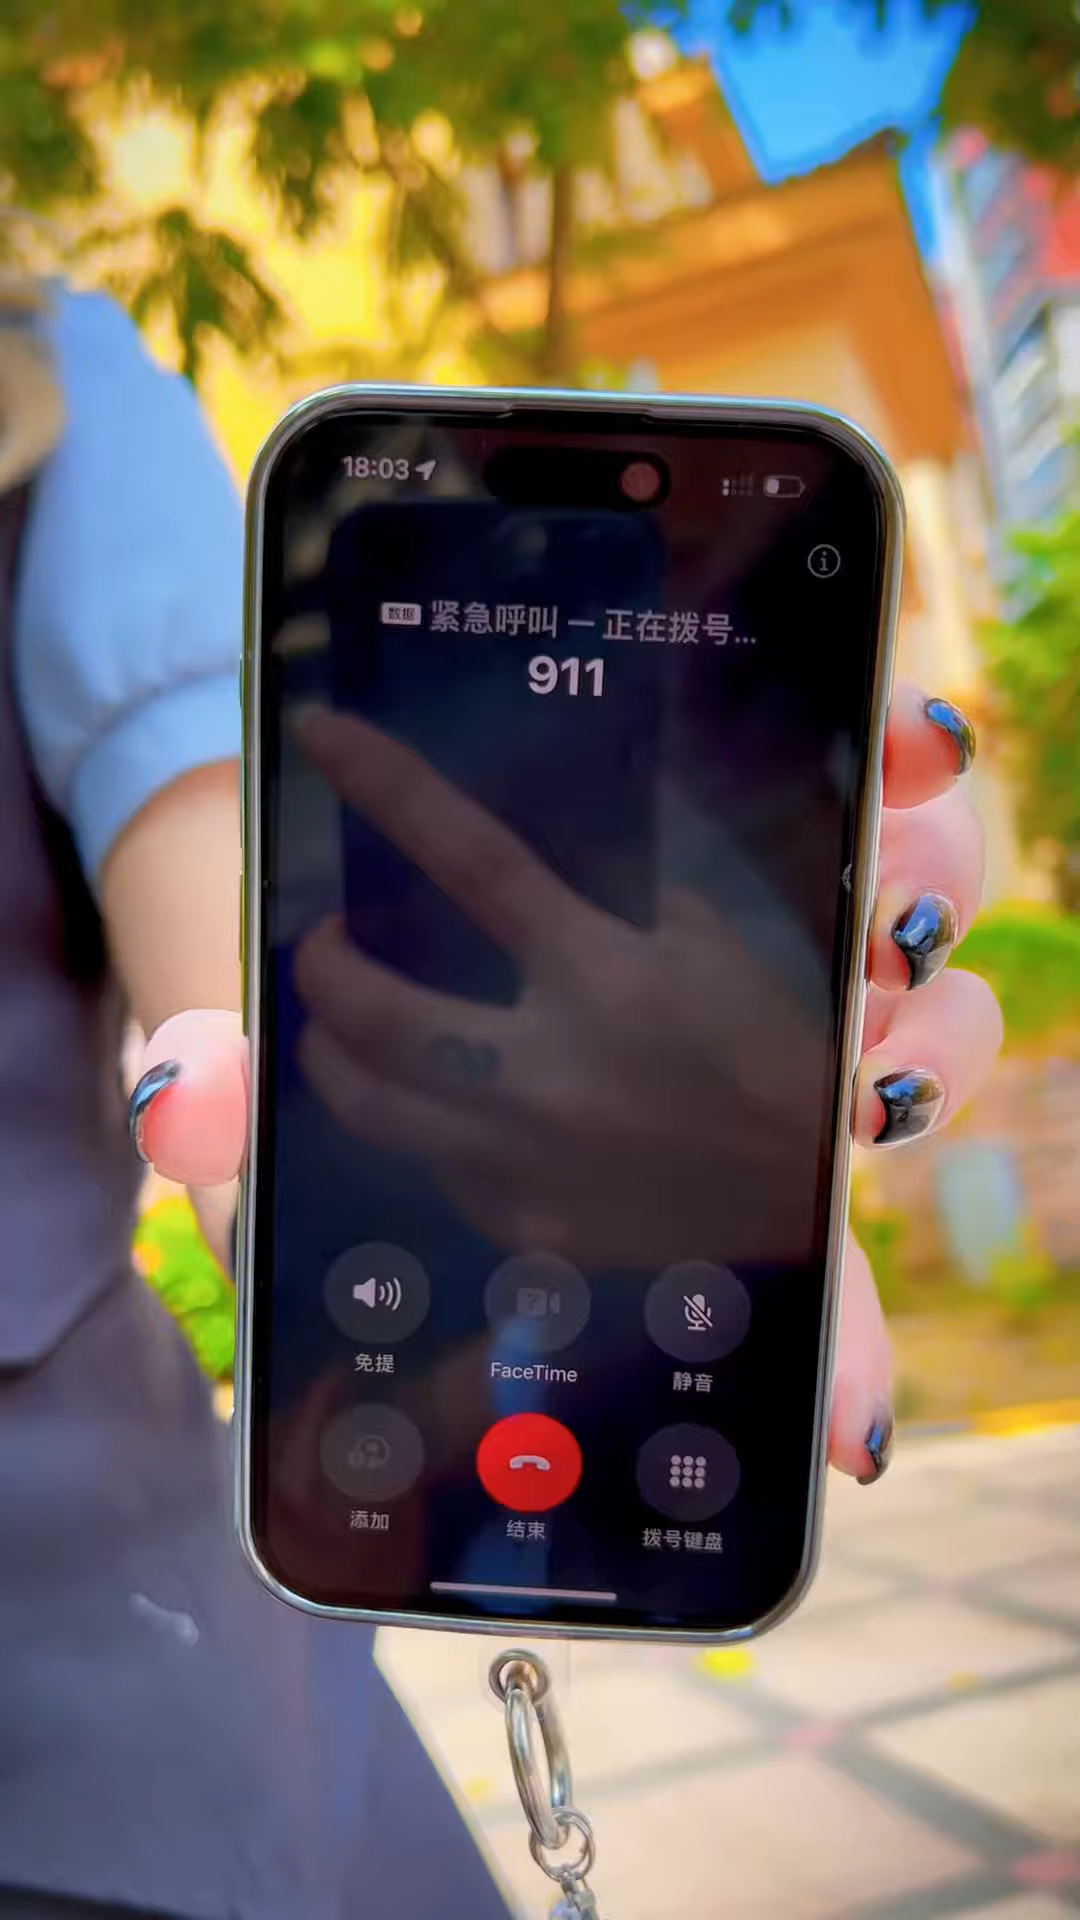 18:03
数据 紧急呼叫 — 正在拨号...
911
免提
FaceTime
静音
添加
结束
拨号键盘